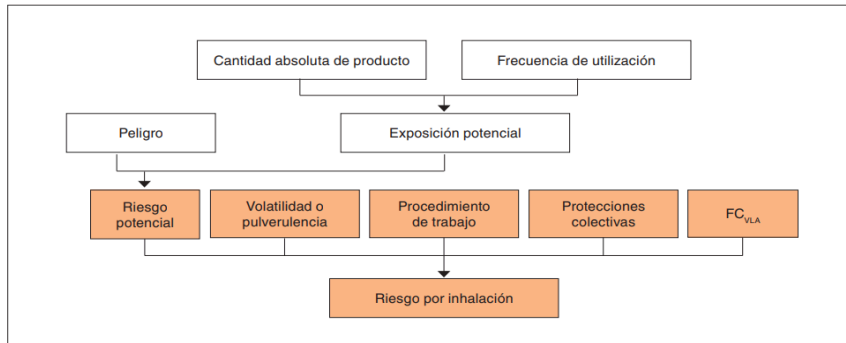 Cantidad absoluta de producto
Frecuencia de utilización
Peligro
Exposición potencial
Riesgo
potencial
Volatilidad o
pulverulencia
Procedimiento
de trabajo
Protecciones
colectivas
FC_VLA
Riesgo por inhalación